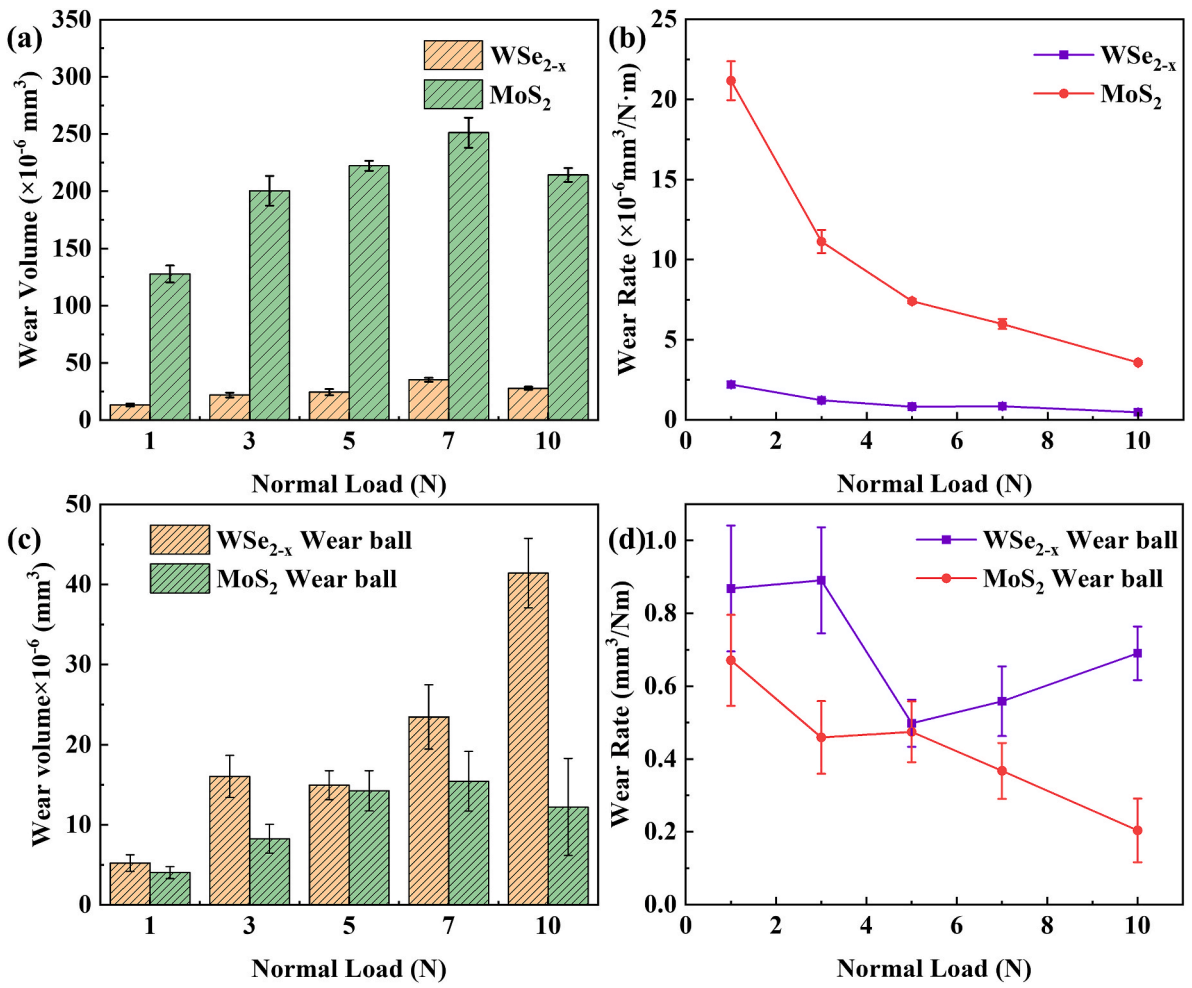 (a)
WSe2-x
MoS2
Wear Volume (×10-6 mm3)
350
300
250
200
150
100
50
0
1 3 5 7 10
Normal Load (N)
(b)
WSe2-x
MoS2
Wear Rate (×10-6mm3/N·m)
25
20
15
10
5
0
0 2 4 6 8 10
Normal Load (N)
(c)
WSe2-x Wear ball
MoS2 Wear ball
Wear volume×10-6 (mm3)
50
40
30
20
10
0
1 3 5 7 10
Normal Load (N)
(d)
WSe2-x Wear ball
MoS2 Wear ball
Wear Rate (mm3/Nm)
1.0
0.8
0.6
0.4
0.2
0.0
0 2 4 6 8 10
Normal Load (N)